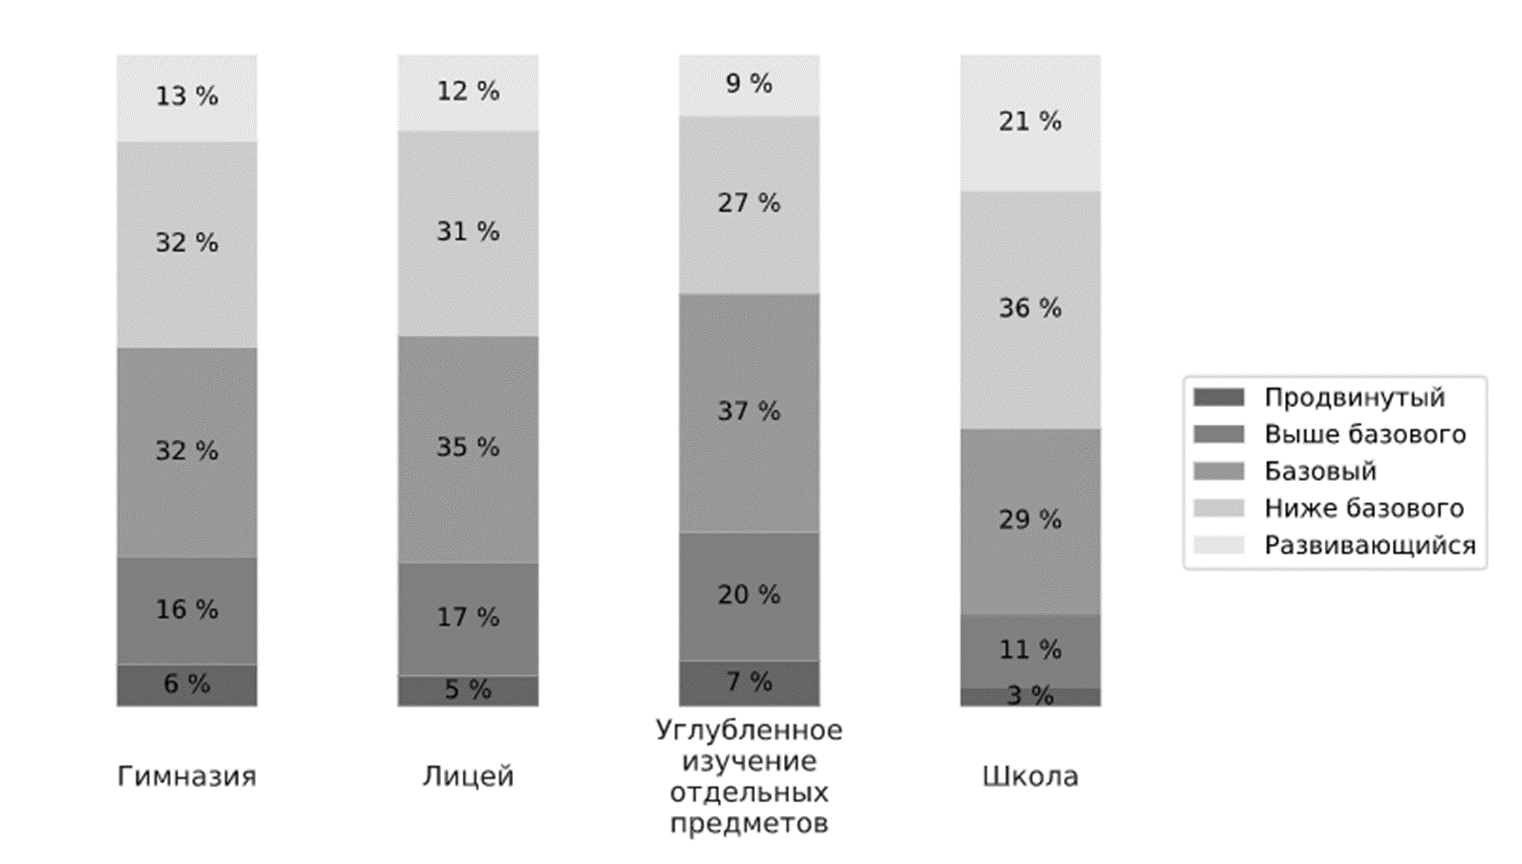 13 %
32 %
32 %
16 %
6 %
Гимназия
12 %
31 %
35 %
17 %
5 %
Лицей
9 %
27 %
37 %
20 %
7 %
Углубленное
изучение
отдельных
предметов
21 %
36 %
29 %
11 %
3 %
Школа
Продвинутый
Выше базового
Базовый
Ниже базового
Развивающийся